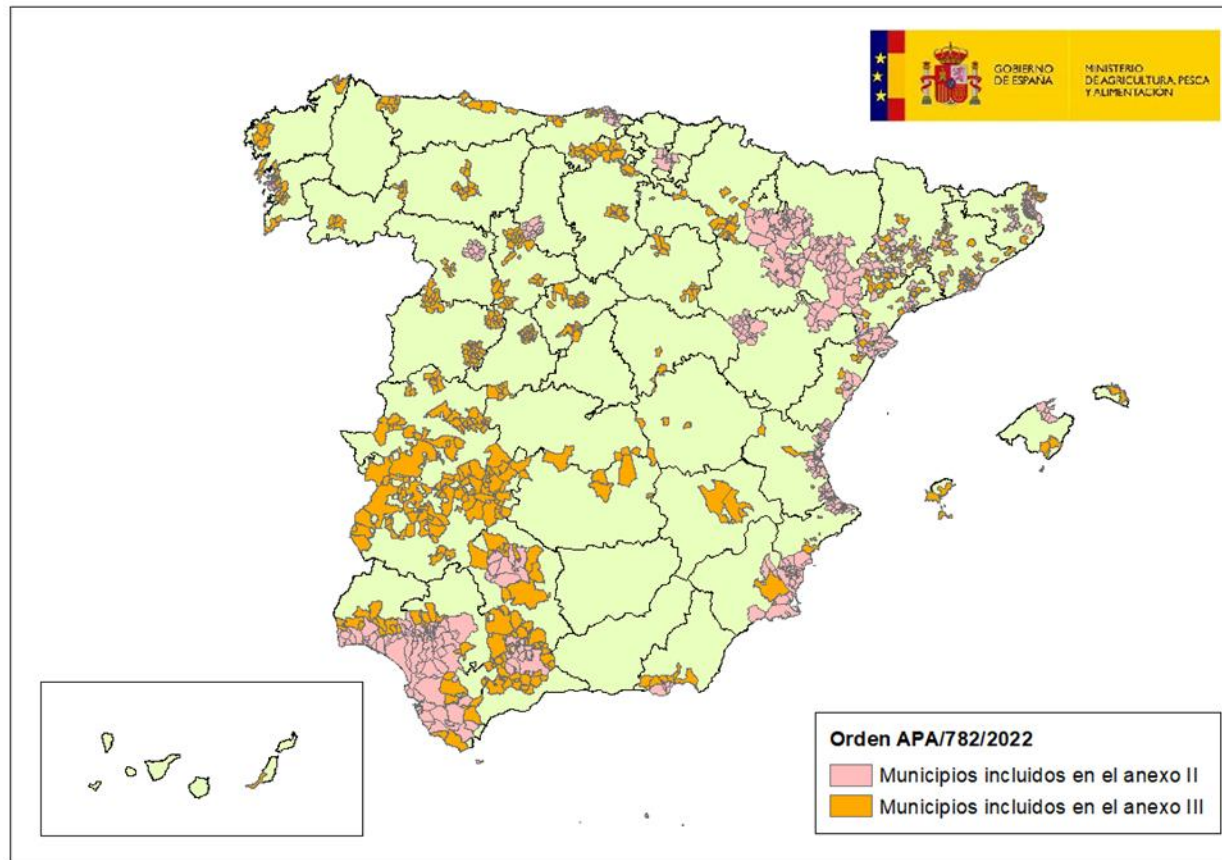 GOBIERNO
DE ESPAÑA
MINISTERIO
DE AGRICULTURA, PESCA
Y ALIMENTACIÓN
Orden APA/782/2022
Municipios incluidos en el anexo II
Municipios incluidos en el anexo III